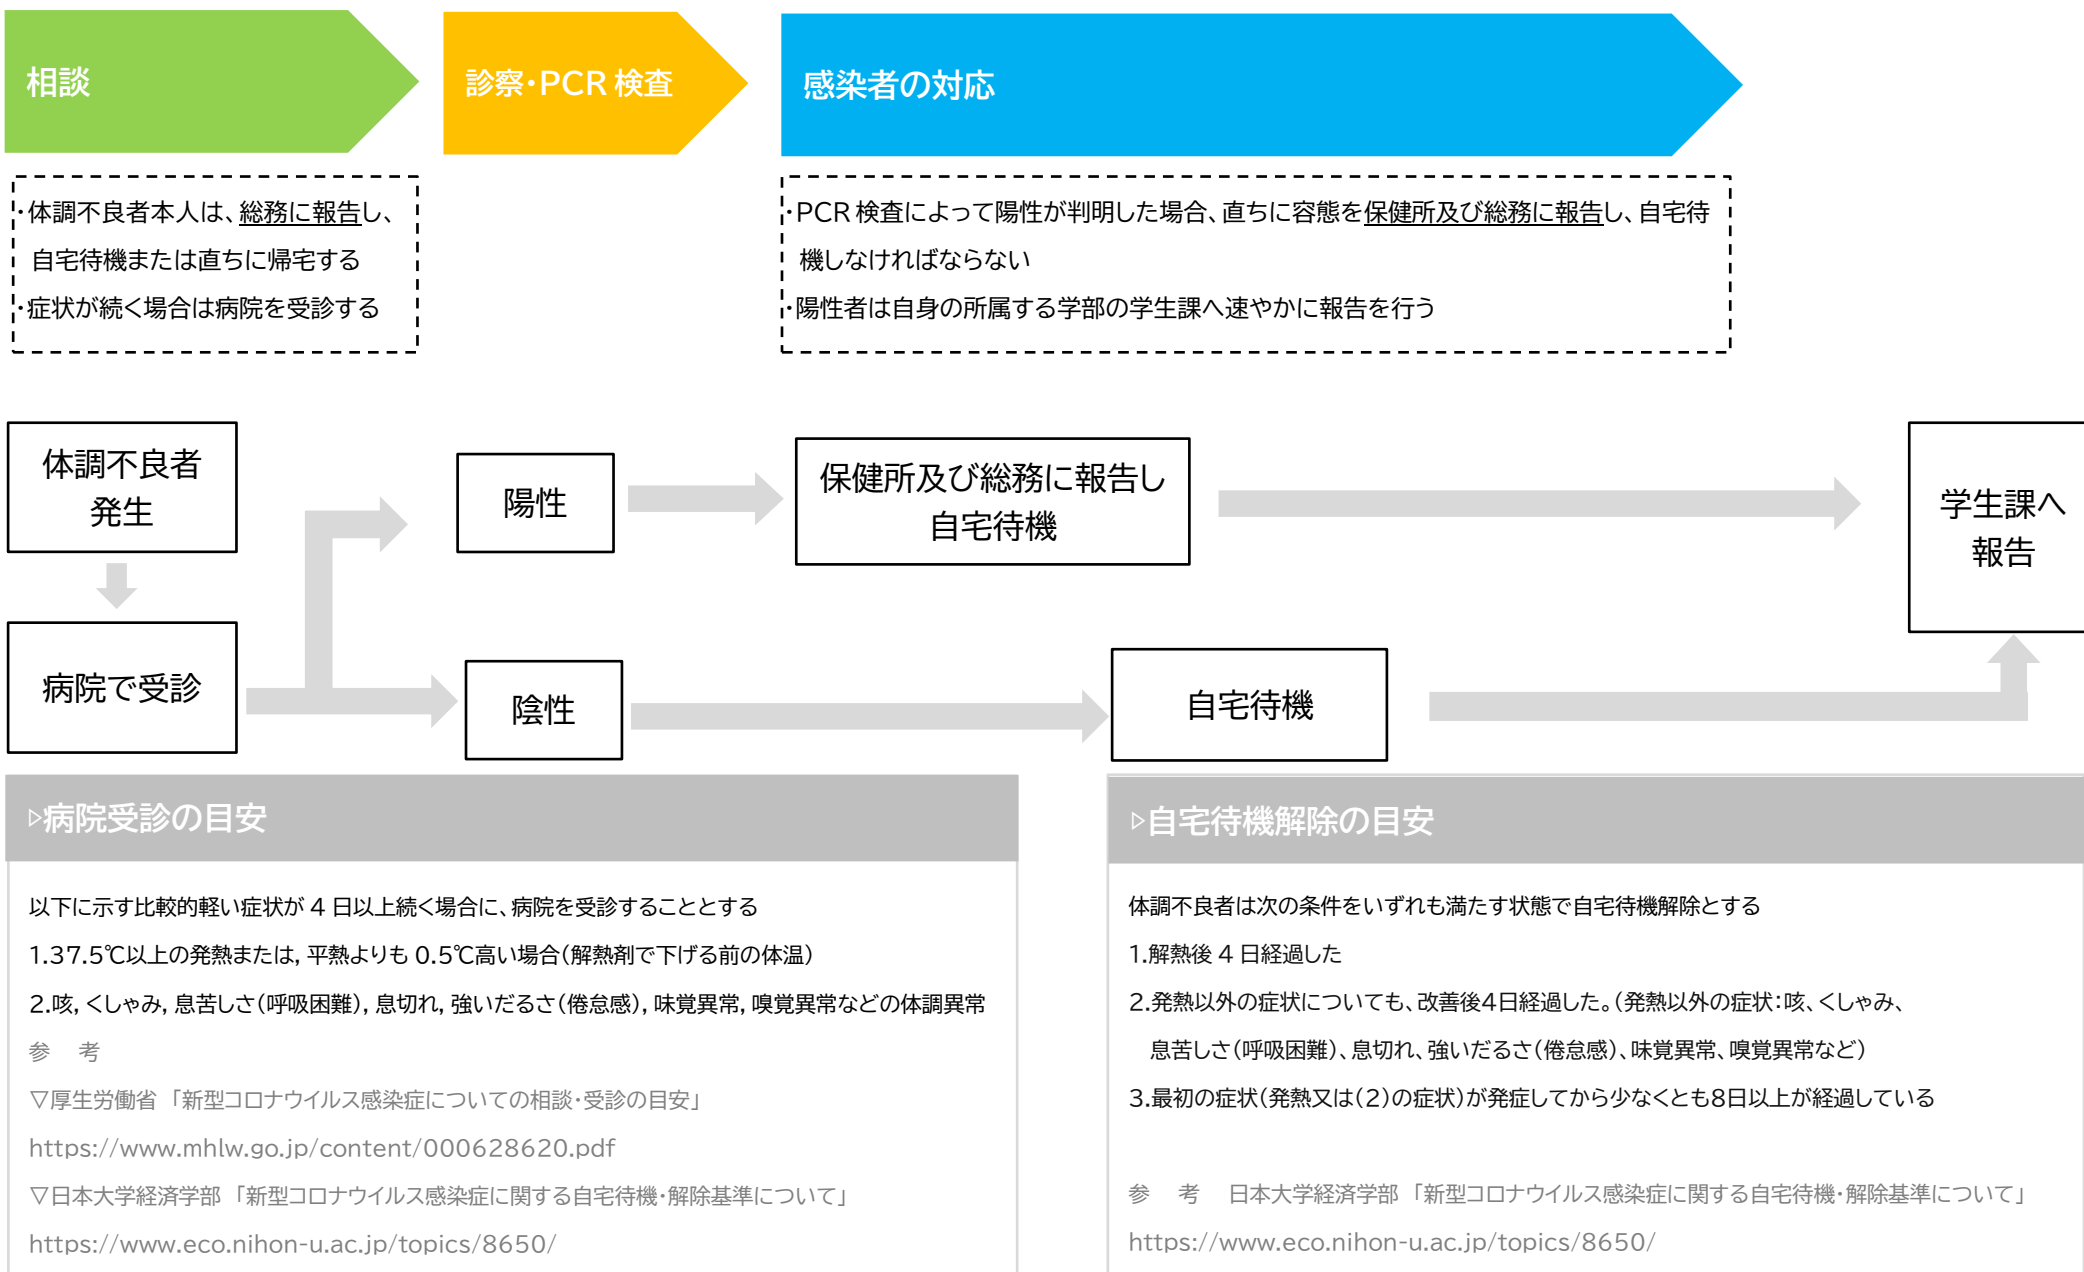 相談
診察・PCR 検査
感染者の対応
・体調不良者本人は、総務に報告し、
自宅待機または直ちに帰宅する
・症状が続く場合は病院を受診する
・PCR 検査によって陽性が判明した場合、直ちに容態を保健所及び総務に報告し、自宅待
機しなければならない
・陽性者は自身の所属する学部の学生課へ速やかに報告を行う
体調不良者
発生
陽性
保健所及び総務に報告し
自宅待機
学生課へ
報告
病院で受診
陰性
自宅待機
▷病院受診の目安
以下に示す比較的軽い症状が 4 日以上続く場合に、病院を受診することとする
1.37.5℃以上の発熱または，平熱よりも 0.5℃高い場合（解熱剤で下げる前の体温）
2.咳，くしゃみ，息苦しさ（呼吸困難），息切れ，強いだるさ（倦怠感），味覚異常，嗅覚異常などの体調異常
参　考
▽厚生労働省 「新型コロナウイルス感染症についての相談・受診の目安」
https://www.mhlw.go.jp/content/000628620.pdf
▽日本大学経済学部 「新型コロナウイルス感染症に関する自宅待機・解除基準について」
https://www.eco.nihon-u.ac.jp/topics/8650/
▷自宅待機解除の目安
体調不良者は次の条件をいずれも満たす状態で自宅待機解除とする
1.解熱後 4 日経過した
2.発熱以外の症状についても、改善後4日経過した。（発熱以外の症状：咳、くしゃみ、
息苦しさ（呼吸困難）、息切れ、強いだるさ（倦怠感）、味覚異常、嗅覚異常など）
3.最初の症状（発熱又は（2）の症状）が発症してから少なくとも8日以上が経過している
参　考　日本大学経済学部 「新型コロナウイルス感染症に関する自宅待機・解除基準について」
https://www.eco.nihon-u.ac.jp/topics/8650/